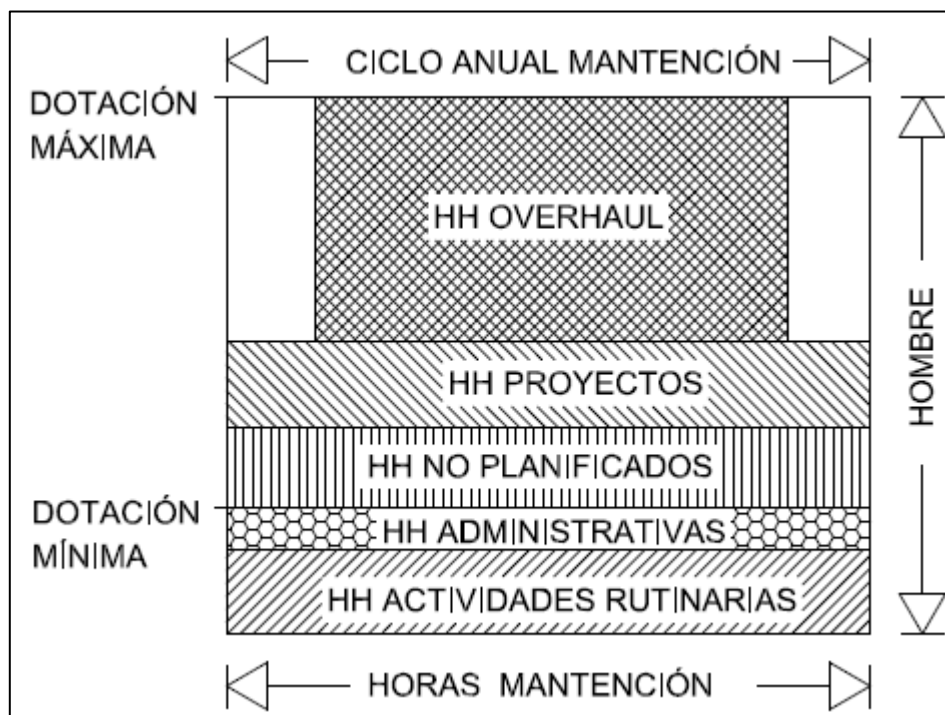 CICLO ANUAL MANTENCIÓN
DOTACIÓN
MÁXIMA
HH OVERHAUL
HOMBRE
HH PROYECTOS
HH NO PLANIFICADOS
DOTACIÓN
MÍNIMA
HH ADMINISTRATIVAS
HH ACTIVIDADES RUTINARIAS
HORAS MANTENCIÓN